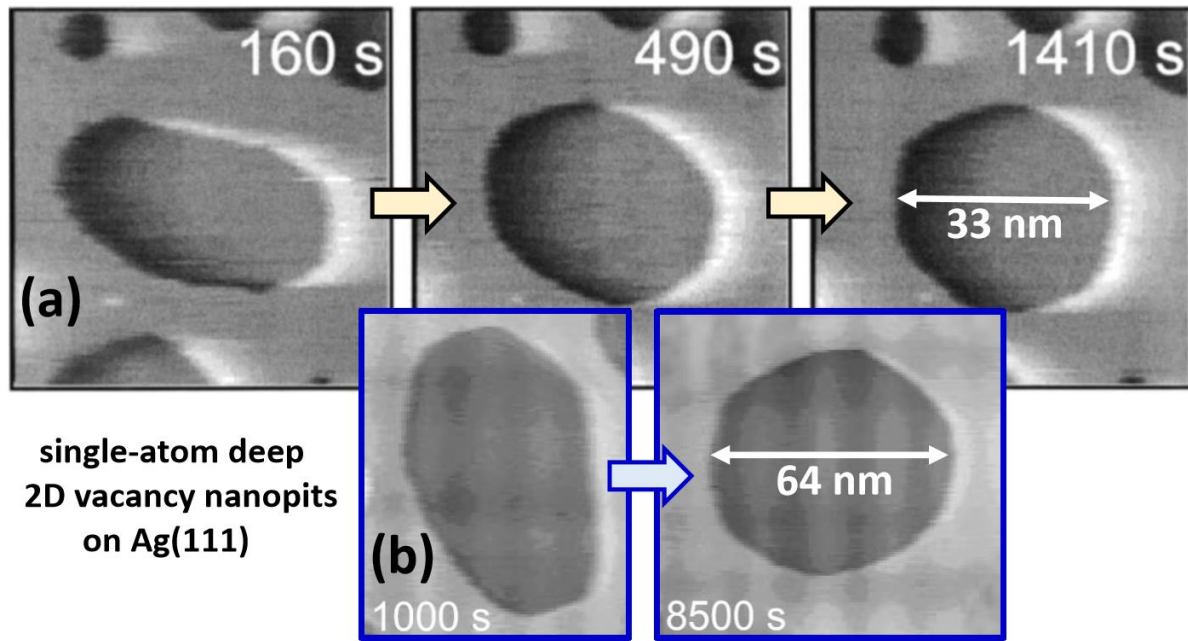 160 s
490 s
1410 s
33 nm
(a)
single-atom deep
2D vacancy nanopits
on Ag(111)
(b)
64 nm
1000 s
8500 s